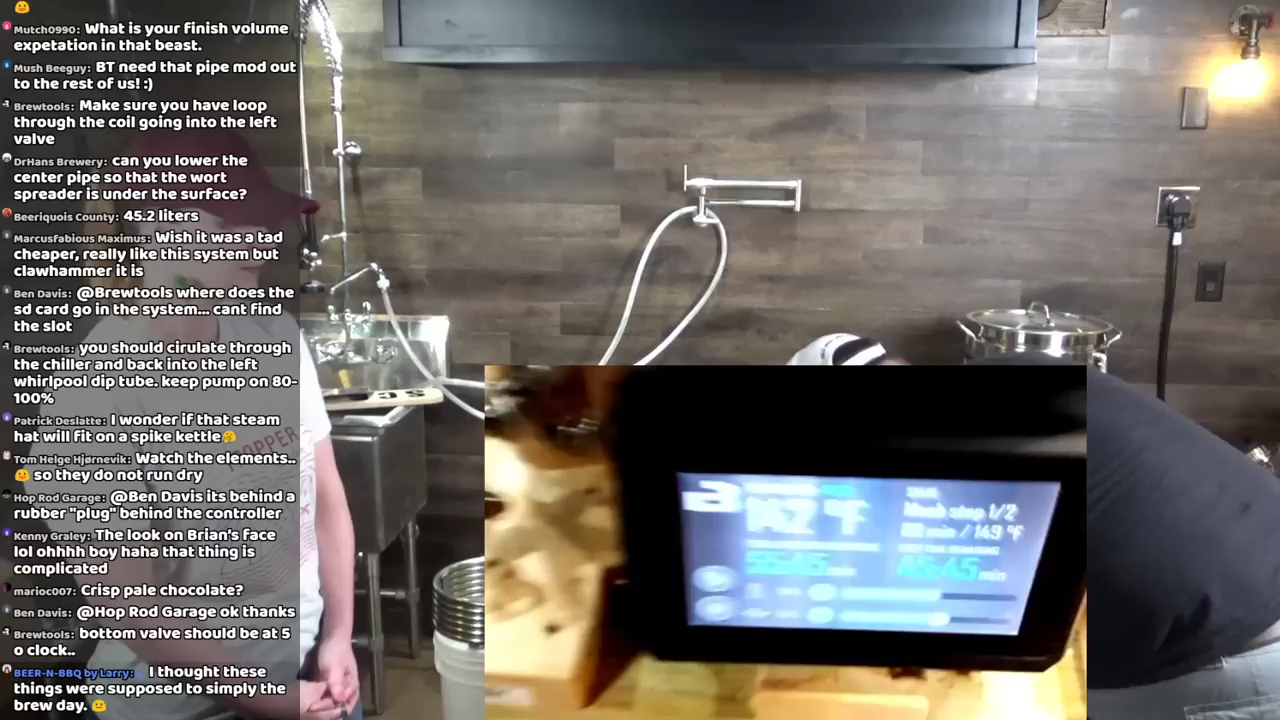 Mutch0990: What is your finish volume
expetation in that beast.
Mush Beeguy: BT need that pipe mod out
to the rest of us! :)
Brewtools: Make sure you have loop
through the coil going into the left
valve
DrHans Brewery: can you lower the
center pipe so that the wort
spreader is under the surface?
Beeriquois County: 45.2 liters
Marcusfabious Maximus: Wish it was a tad
cheaper, really like this system but
clawhammer it is
Ben Davis: @Brewtools where does the
sd card go in the system... cant find
the slot
Brewtools: you should cirulate through
the chiller and back into the left
whirlpool dip tube. keep pump on 80-
100%
Patrick Deslatte: I wonder if that steam
hat will fit on a spike kettle🤔
Tom Helge Hjørnevik: Watch the elements..
🙂 so they do not run dry
Hop Rod Garage: @Ben Davis its behind a
rubber "plug" behind the controller
Kenny Graley: The look on Brian's face
lol ohhhh boy haha that thing is
complicated
marioc007: Crisp pale chocolate?
Ben Davis: @Hop Rod Garage ok thanks
Brewtools: bottom valve should be at 5
o clock..
BEER-N-BBQ by Larry: I thought these
things were supposed to simply the
brew day. 😐
°F
Mash step 1/2
min / 149 °F
min
45:45 min